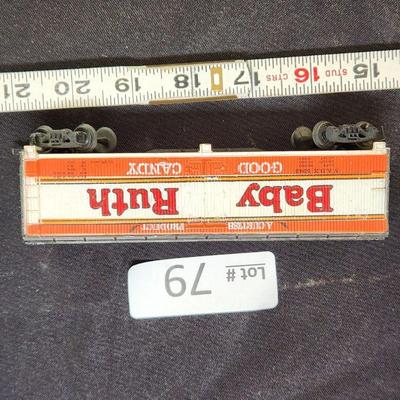 Lot # 79
A CURTISS PRODUCT
Baby Ruth
GOOD CANDY
15 STUD CTRS 16 17 18 19 20 21